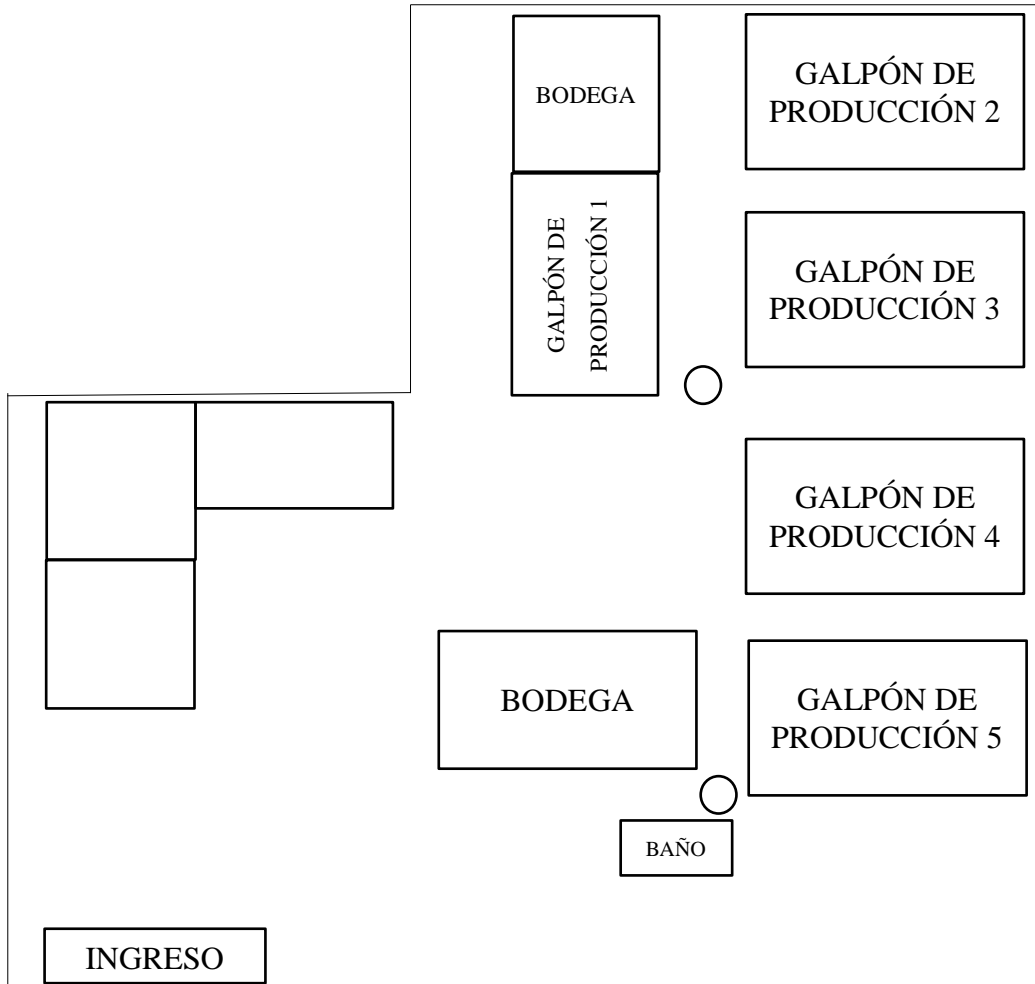 BODEGA
GALPÓN DE
PRODUCCIÓN 2
GALPÓN DE
PRODUCCIÓN 1
GALPÓN DE
PRODUCCIÓN 3
GALPÓN DE
PRODUCCIÓN 4
BODEGA
GALPÓN DE
PRODUCCIÓN 5
BAÑO
INGRESO